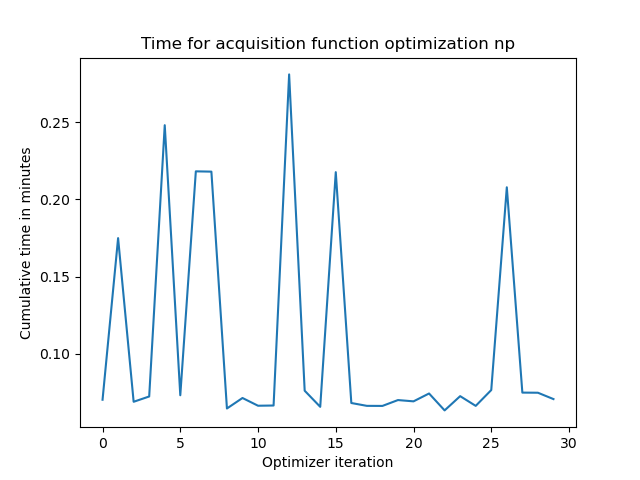 Time for acquisition function optimization np
Cumulative time in minutes
0.25
0.20
0.15
0.10
0 5 10 15 20 25 30
Optimizer iteration